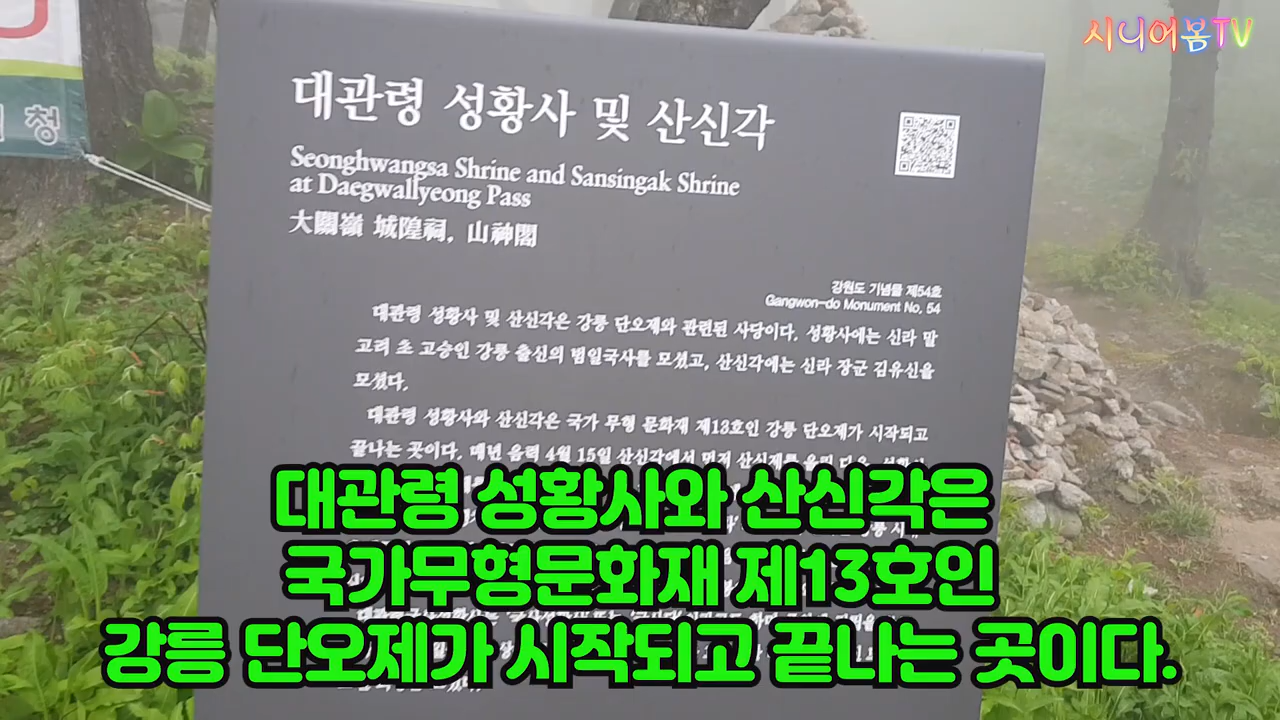 시니어봄TV
청
대관령 성황사 및 산신각
Seonghwangsa Shrine and Sansingak Shrine
at Daegwallyeong Pass
大關嶺 城隍祠, 山神閣
강원도 기념물 제54호
Gangwon-do Monument No. 54
대관령 성황사 및 산신각은 강릉 단오제와 관련된 사당이다. 성황사에는 신라 말
고려 초 고승인 강릉 출신의 범일국사를 모셨고, 산신각에는 신라 장군 김유신을
모셨다.
대관령 성황사와 산신각은 국가 무형 문화재 제13호인 강릉 단오제가 시작되고
끝나는 곳이다. 매년 음력 4월 15일 산신각에서 먼저 산신제를 올린 다음,
대관령 성황사와 산신각은
국가무형문화재 제13호인
강릉 단오제가 시작되고 끝나는 곳이다.